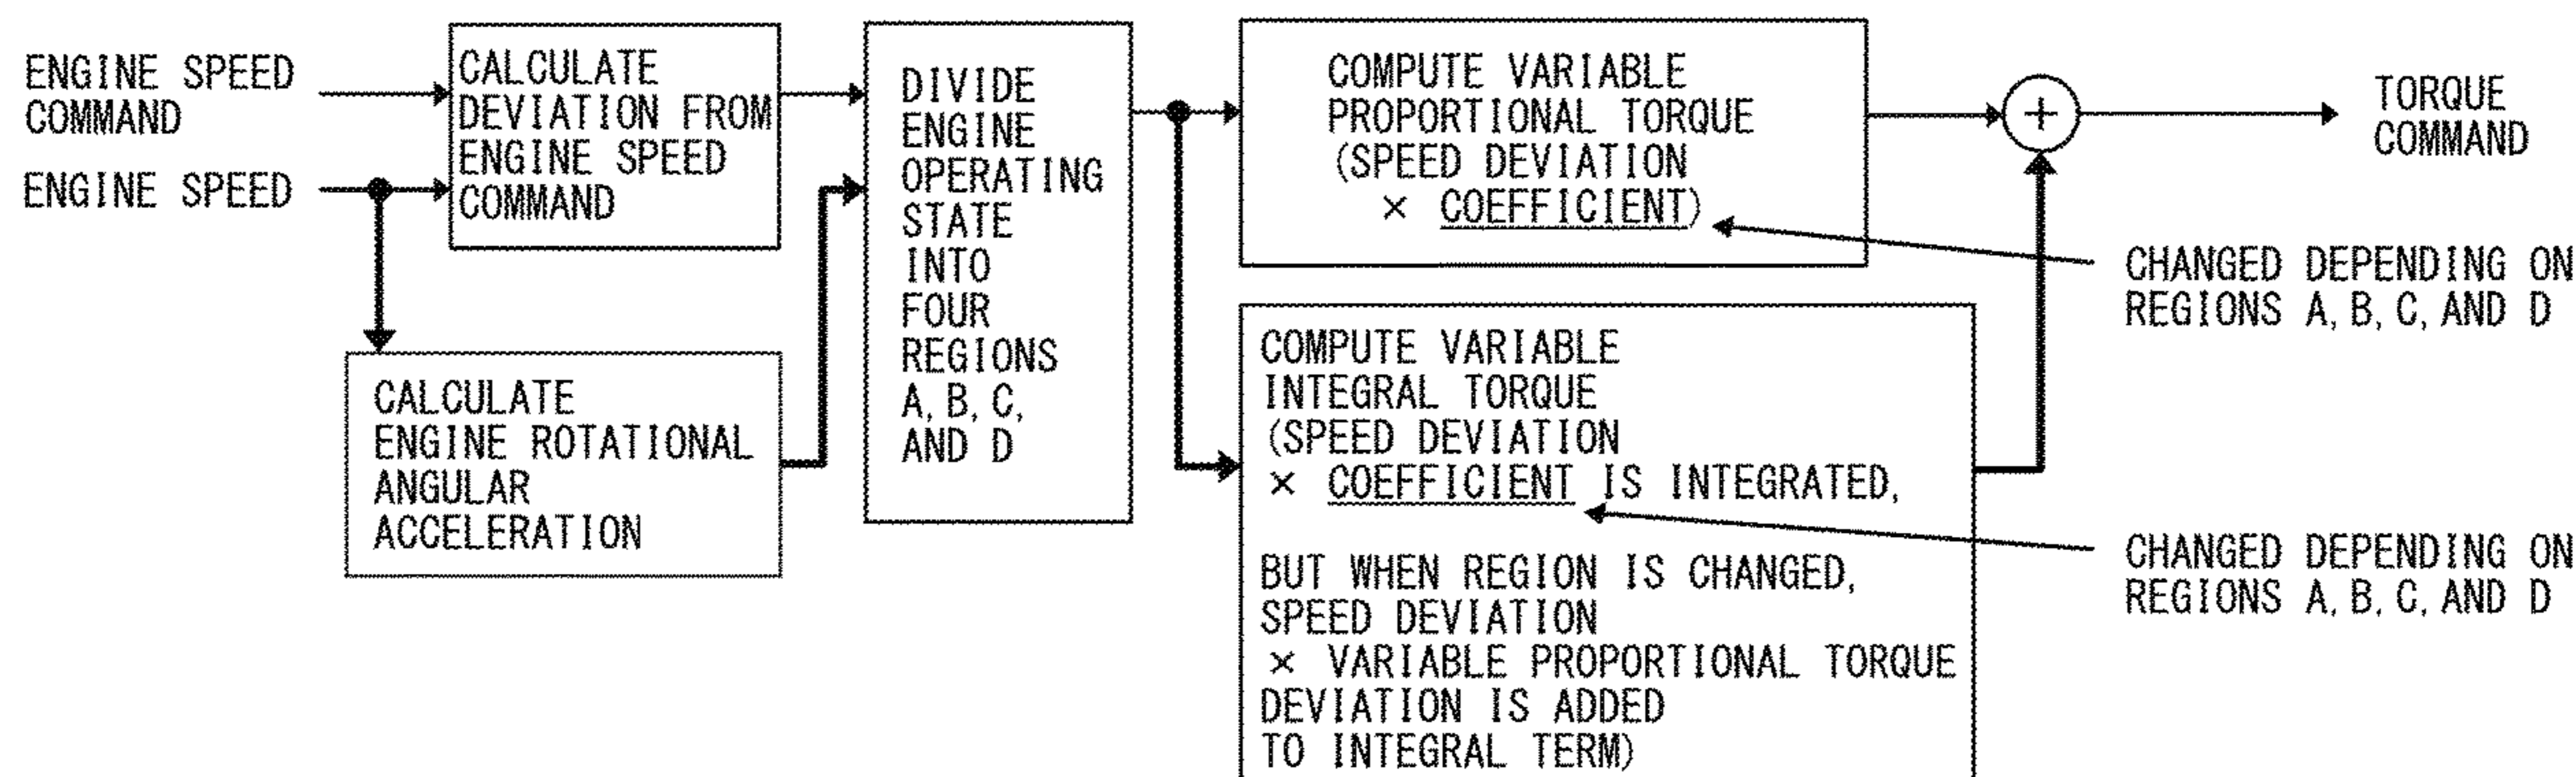 ENGINE SPEED
COMMAND
ENGINE SPEED
CALCULATE
DEVIATION FROM
ENGINE SPEED
COMMAND
CALCULATE
ENGINE ROTATIONAL
ANGULAR
ACCELERATION
DIVIDE
ENGINE
OPERATING
STATE
INTO
FOUR
REGIONS
A, B, C,
AND D
COMPUTE VARIABLE
PROPORTIONAL TORQUE
(SPEED DEVIATION
× COEFFICIENT)
COMPUTE VARIABLE
INTEGRAL TORQUE
(SPEED DEVIATION
× COEFFICIENT IS INTEGRATED,
BUT WHEN REGION IS CHANGED,
SPEED DEVIATION
× VARIABLE PROPORTIONAL TORQUE
DEVIATION IS ADDED
TO INTEGRAL TERM)
+
TORQUE
COMMAND
CHANGED DEPENDING ON
REGIONS A, B, C, AND D
CHANGED DEPENDING ON
REGIONS A, B, C, AND D